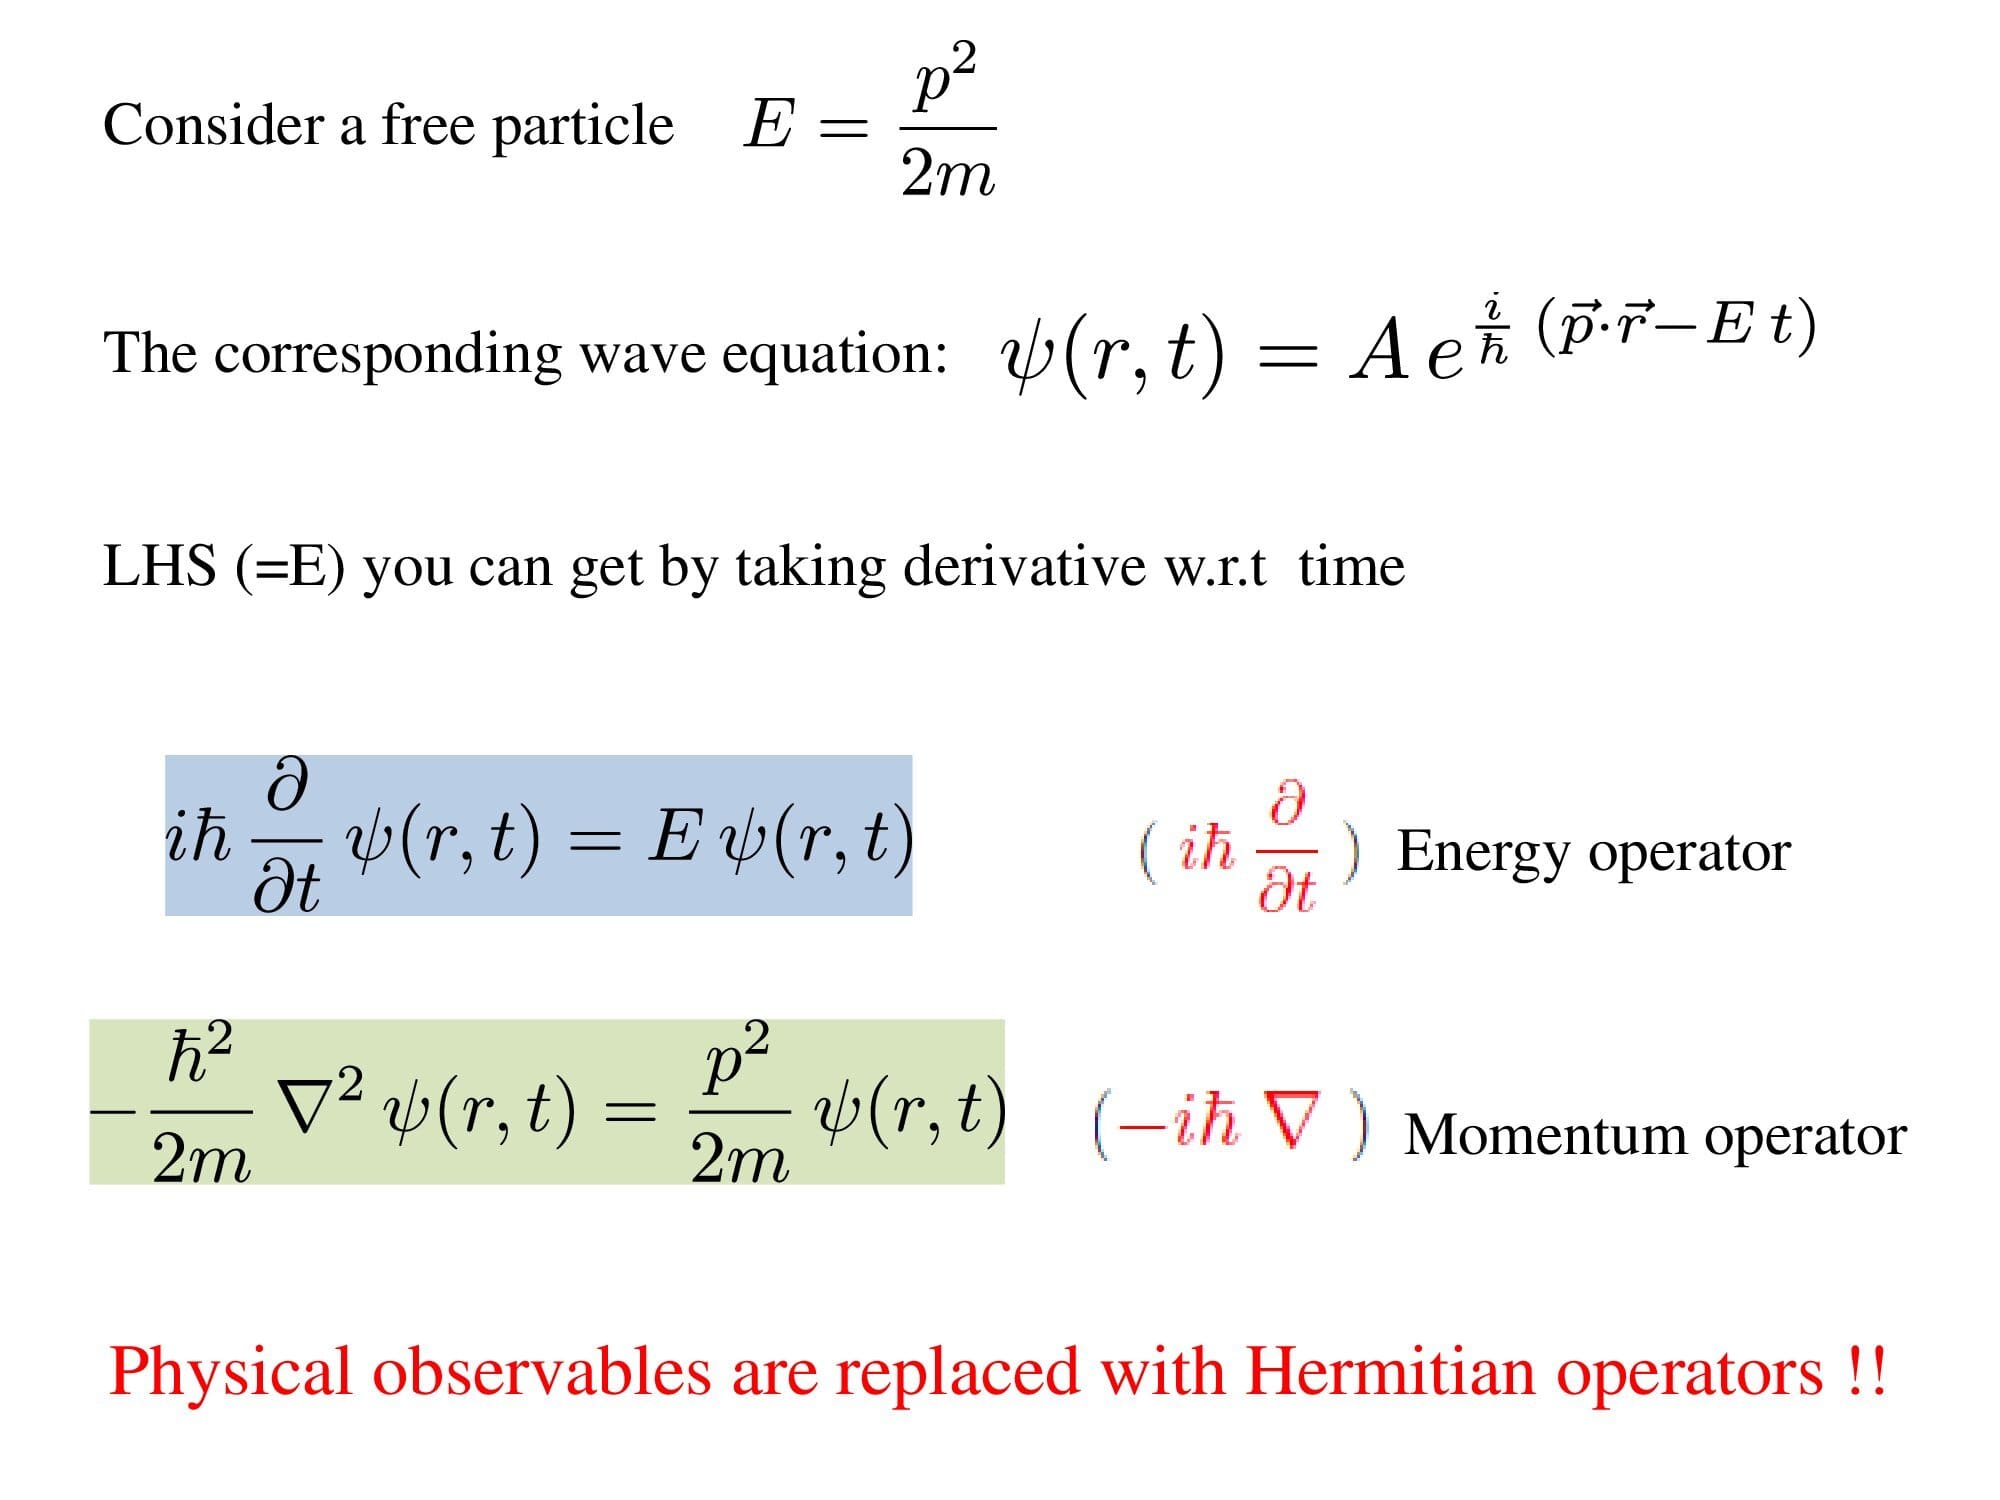 Consider a free particle $E = \frac{p^2}{2m}$
The corresponding wave equation: $\psi(r,t) = A\,e^{\frac{i}{\hbar}\,(\vec{p}\cdot\vec{r}-E\,t)}$
LHS (=E) you can get by taking derivative w.r.t time
$i\hbar\,\frac{\partial}{\partial t}\,\psi(r,t) = E\,\psi(r,t)$ ( $i\hbar\,\frac{\partial}{\partial t}$ ) Energy operator
$-\frac{\hbar^2}{2m}\,\nabla^2\,\psi(r,t) = \frac{p^2}{2m}\,\psi(r,t)$ ( $-i\hbar\,\nabla$ ) Momentum operator
Physical observables are replaced with Hermitian operators !!